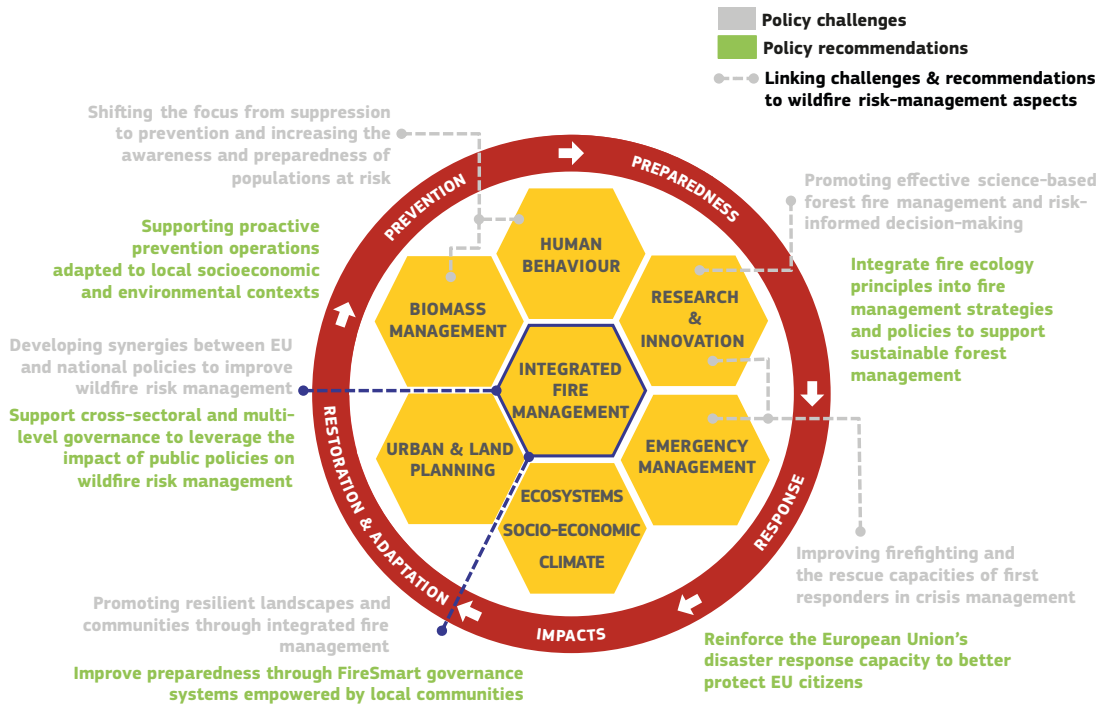 Policy challenges
Policy recommendations
Linking challenges & recommendations
to wildfire risk-management aspects
Shifting the focus from suppression
to prevention and increasing the
awareness and preparedness of
populations at risk
Supporting proactive
prevention operations
adapted to local socioeconomic
and environmental contexts
Developing synergies between EU
and national policies to improve
wildfire risk management
Support cross-sectoral and multi-
level governance to leverage the
impact of public policies on
wildfire risk management
Promoting resilient landscapes and
communities through integrated fire
management
Improve preparedness through FireSmart governance
systems empowered by local communities
PREVENTION
PREPAREDNESS
RESPONSE
IMPACTS
RESTORATION & ADAPTATION
HUMAN
BEHAVIOUR
BIOMASS
MANAGEMENT
RESEARCH
&
INNOVATION
INTEGRATED
FIRE
MANAGEMENT
URBAN & LAND
PLANNING
EMERGENCY
MANAGEMENT
ECOSYSTEMS
SOCIO-ECONOMIC
CLIMATE
Promoting effective science-based
forest fire management and risk-
informed decision-making
Integrate fire ecology
principles into fire
management strategies
and policies to support
sustainable forest
management
Improving firefighting and
the rescue capacities of first
responders in crisis management
Reinforce the European Union's
disaster response capacity to better
protect EU citizens